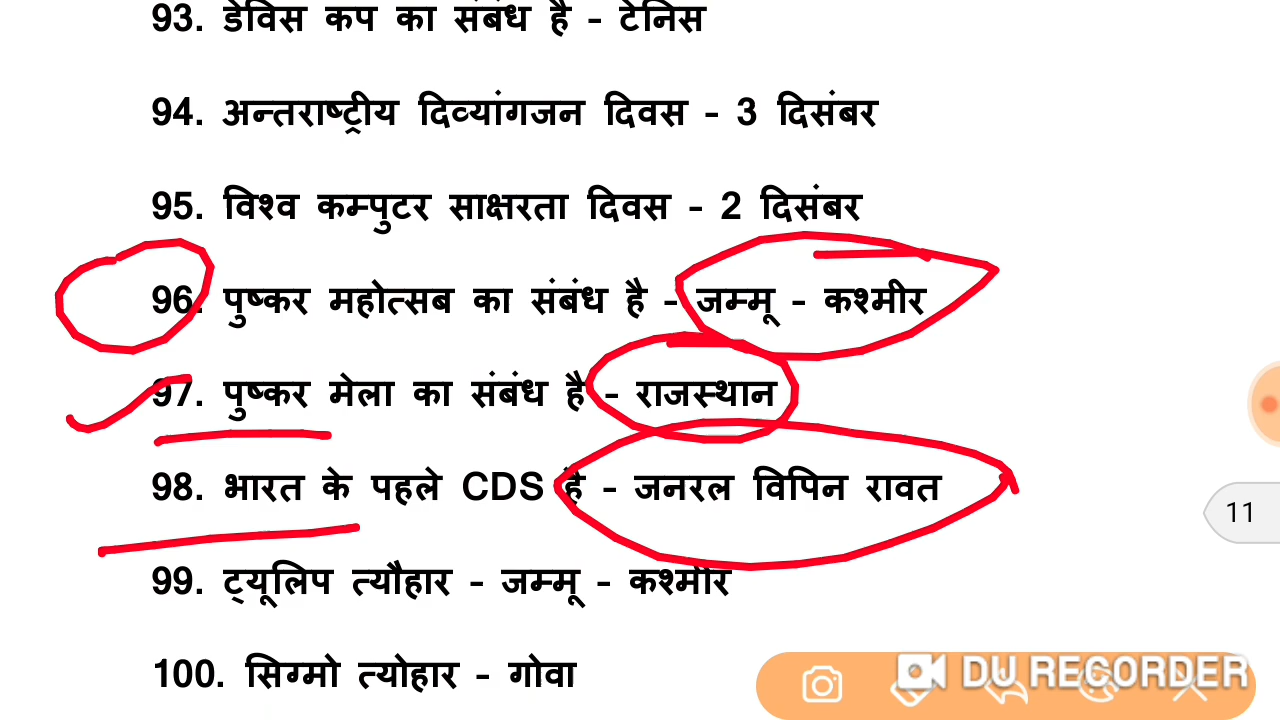 93. डेविस कप का संबंध है - टेनिस
94. अन्तराष्ट्रीय दिव्यांगजन दिवस - 3 दिसंबर
95. विश्व कम्पुटर साक्षरता दिवस - 2 दिसंबर
96. पुष्कर महोत्सब का संबंध है - जम्मू - कश्मीर
97. पुष्कर मेला का संबंध है - राजस्थान
98. भारत के पहले CDS है - जनरल विपिन रावत
11
99. ट्यूलिप त्यौहार - जम्मू - कश्मीर
100. सिग्मो त्योहार - गोवा
DU RECORDER